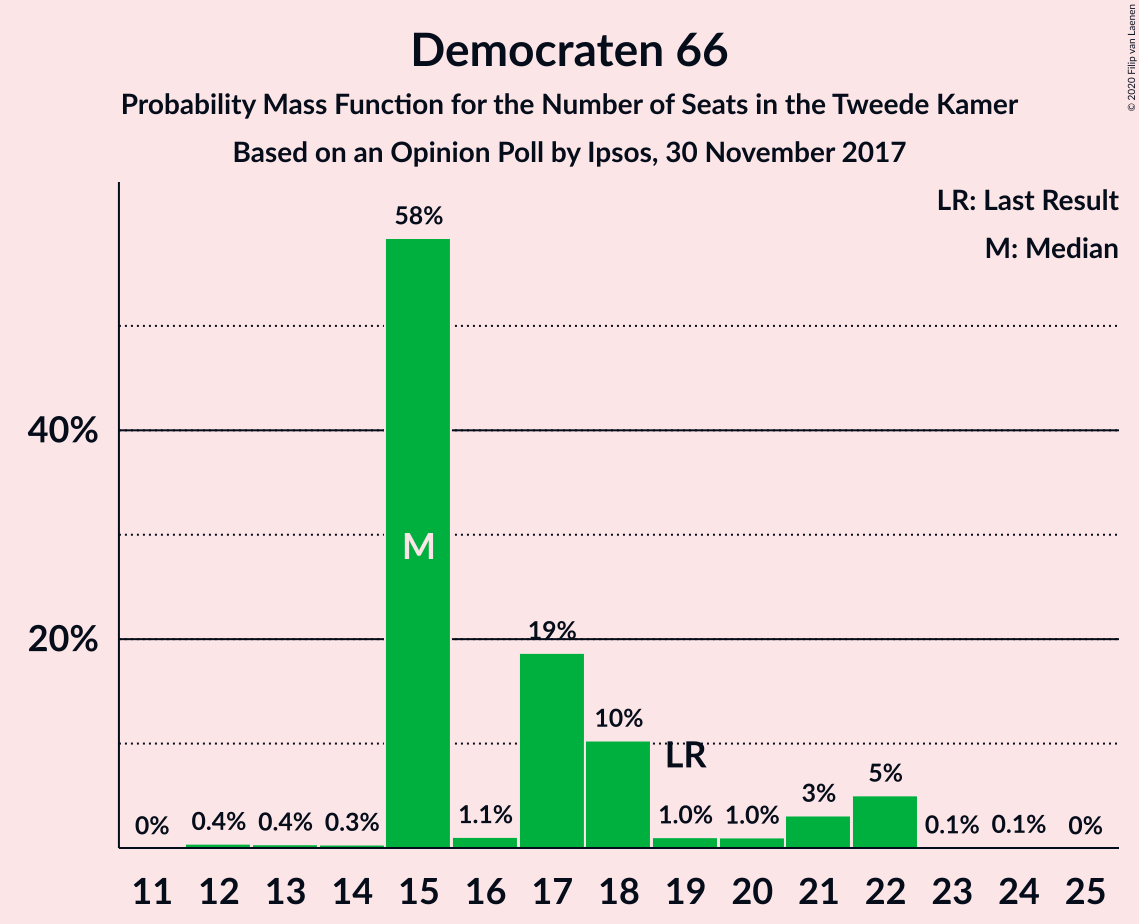 Democraten 66
Probability Mass Function for the Number of Seats in the Tweede Kamer
Based on an Opinion Poll by Ipsos, 30 November 2017
© 2020 Filip van Laenen
LR: Last Result
M: Median
40%
20%
0%
0.4%
0.4%
0.3%
58%
M
1.1%
19%
10%
LR
1.0%
1.0%
3%
5%
0.1%
0.1%
0%
11 12 13 14 15 16 17 18 19 20 21 22 23 24 25